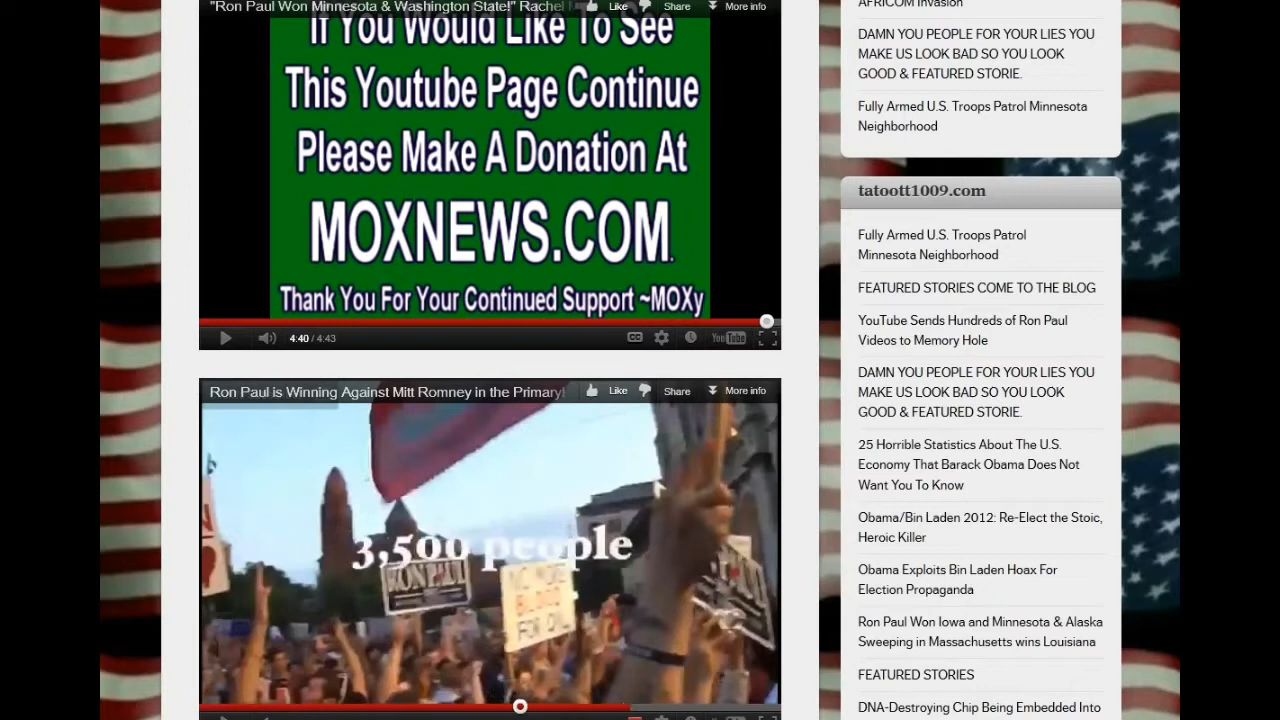 "Ron Paul Won Minnesota & Washington State!" Rachel
Like
Share
More info
If You Would Like To See
This Youtube Page Continue
Please Make A Donation At
MOXNEWS.COM.
Thank You For Your Continued Support ~MOXy
4:40 / 4:43
CC
YouTube
Ron Paul is Winning Against Mitt Romney in the Primary!
Like
Share
More info
3,500 people
RON PAUL
NO MORE
BLOOD
FOR OIL
AFRICOM Invasion
DAMN YOU PEOPLE FOR YOUR LIES YOU
MAKE US LOOK BAD SO YOU LOOK
GOOD & FEATURED STORIE.
Fully Armed U.S. Troops Patrol Minnesota
Neighborhood
tatoott1009.com
Fully Armed U.S. Troops Patrol
Minnesota Neighborhood
FEATURED STORIES COME TO THE BLOG
YouTube Sends Hundreds of Ron Paul
Videos to Memory Hole
DAMN YOU PEOPLE FOR YOUR LIES YOU
MAKE US LOOK BAD SO YOU LOOK
GOOD & FEATURED STORIE.
25 Horrible Statistics About The U.S.
Economy That Barack Obama Does Not
Want You To Know
Obama/Bin Laden 2012: Re-Elect the Stoic,
Heroic Killer
Obama Exploits Bin Laden Hoax For
Election Propaganda
Ron Paul Won Iowa and Minnesota & Alaska
Sweeping in Massachusetts wins Louisiana
FEATURED STORIES
DNA-Destroying Chip Being Embedded Into